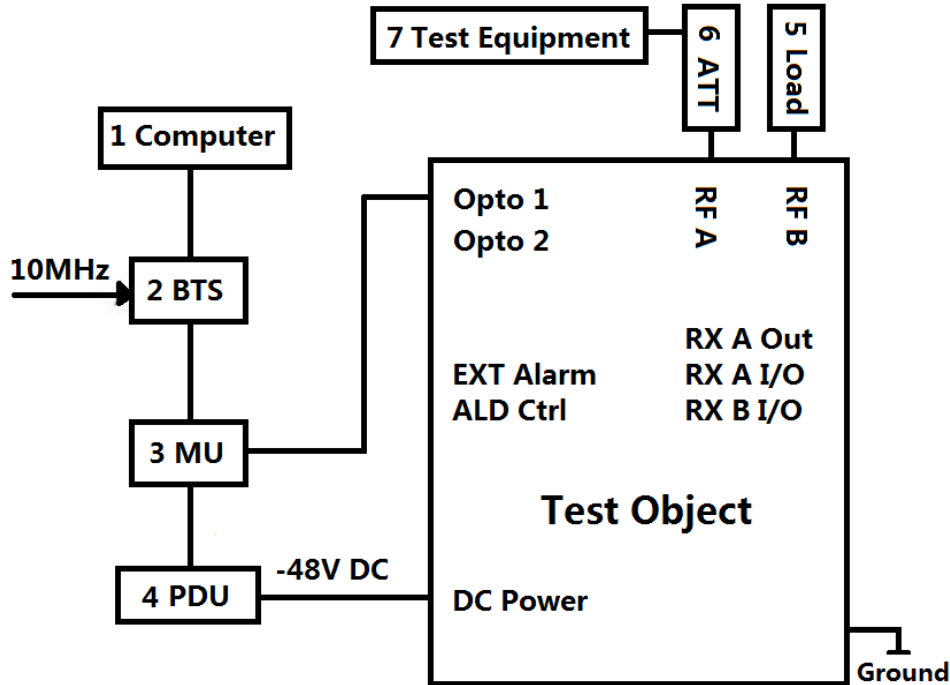 7 Test Equipment
6 ATT
5 Load
1 Computer
Opto 1
Opto 2
RF A
RF B
10MHz
2 BTS
RX A Out
EXT Alarm
RX A I/O
ALD Ctrl
RX B I/O
3 MU
Test Object
-48V DC
4 PDU
DC Power
Ground